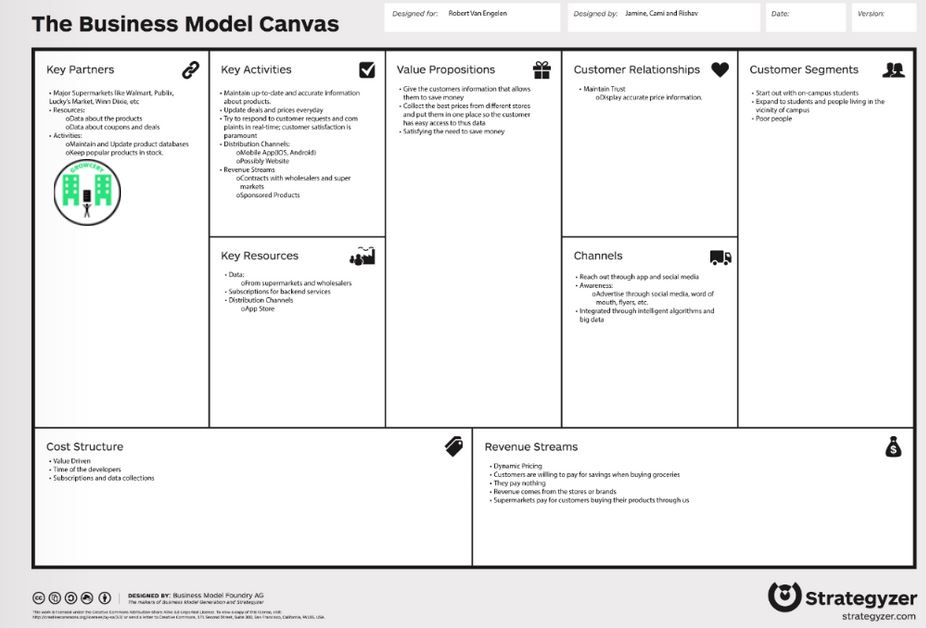 The Business Model Canvas
Designed for: Robert Van Engelen
Designed by: Jamine, Cami and Rishav
Date:
Version:
Key Partners
• Major Supermarkets like Walmart, Publix,
Lucky's Market, Winn Dixie, etc
• Resources:
oData about the products
oData about coupons and deals
• Activities:
oMaintain and Update product databases
oKeep popular products in stock.
GROWCERY
Key Activities
• Maintain up-to-date and accurate information
about products.
• Update deals and prices everyday
• Try to respond to customer requests and com
plaints in real-time; customer satisfaction is
paramount
• Distribution Channels:
oMobile App(IOS, Android)
oPossibly Website
• Revenue Streams
oContracts with wholesalers and super
markets
oSponsored Products
Key Resources
• Data:
oFrom supermarkets and wholesalers
• Subscriptions for backend services
• Distribution Channels
oApp Store
Value Propositions
• Give the customers information that allows
them to save money
• Collect the best prices from different stores
and put them in one place so the customer
has easy access to thus data
• Satisfying the need to save money
Customer Relationships
• Maintain Trust
oDisplay accurate price information.
Channels
• Reach out through app and social media
• Awareness:
oAdvertise through social media, word of
mouth, flyers, etc.
• Integrated through intelligent algorithms and
big data
Customer Segments
• Start out with on-campus students
• Expand to students and people living in the
vicinity of campus
• Poor people
Cost Structure
• Value Driven
• Time of the developers
• Subscriptions and data collections
Revenue Streams
$
• Dynamic Pricing
• Customers are willing to pay for savings when buying groceries
• They pay nothing
• Revenue comes from the stores or brands
• Supermarkets pay for customers buying their products through us
cc
DESIGNED BY: Business Model Foundry AG
The makers of Business Model Generation and Strategyzer
This work is licensed under the Creative Commons Attribution-Share Alike 3.0 Unported License. To view a copy of this license, visit:
http://creativecommons.org/licenses/by-sa/3.0/ or send a letter to Creative Commons, 171 Second Street, Suite 300, San Francisco, California, 94105, USA.
Strategyzer
strategyzer.com